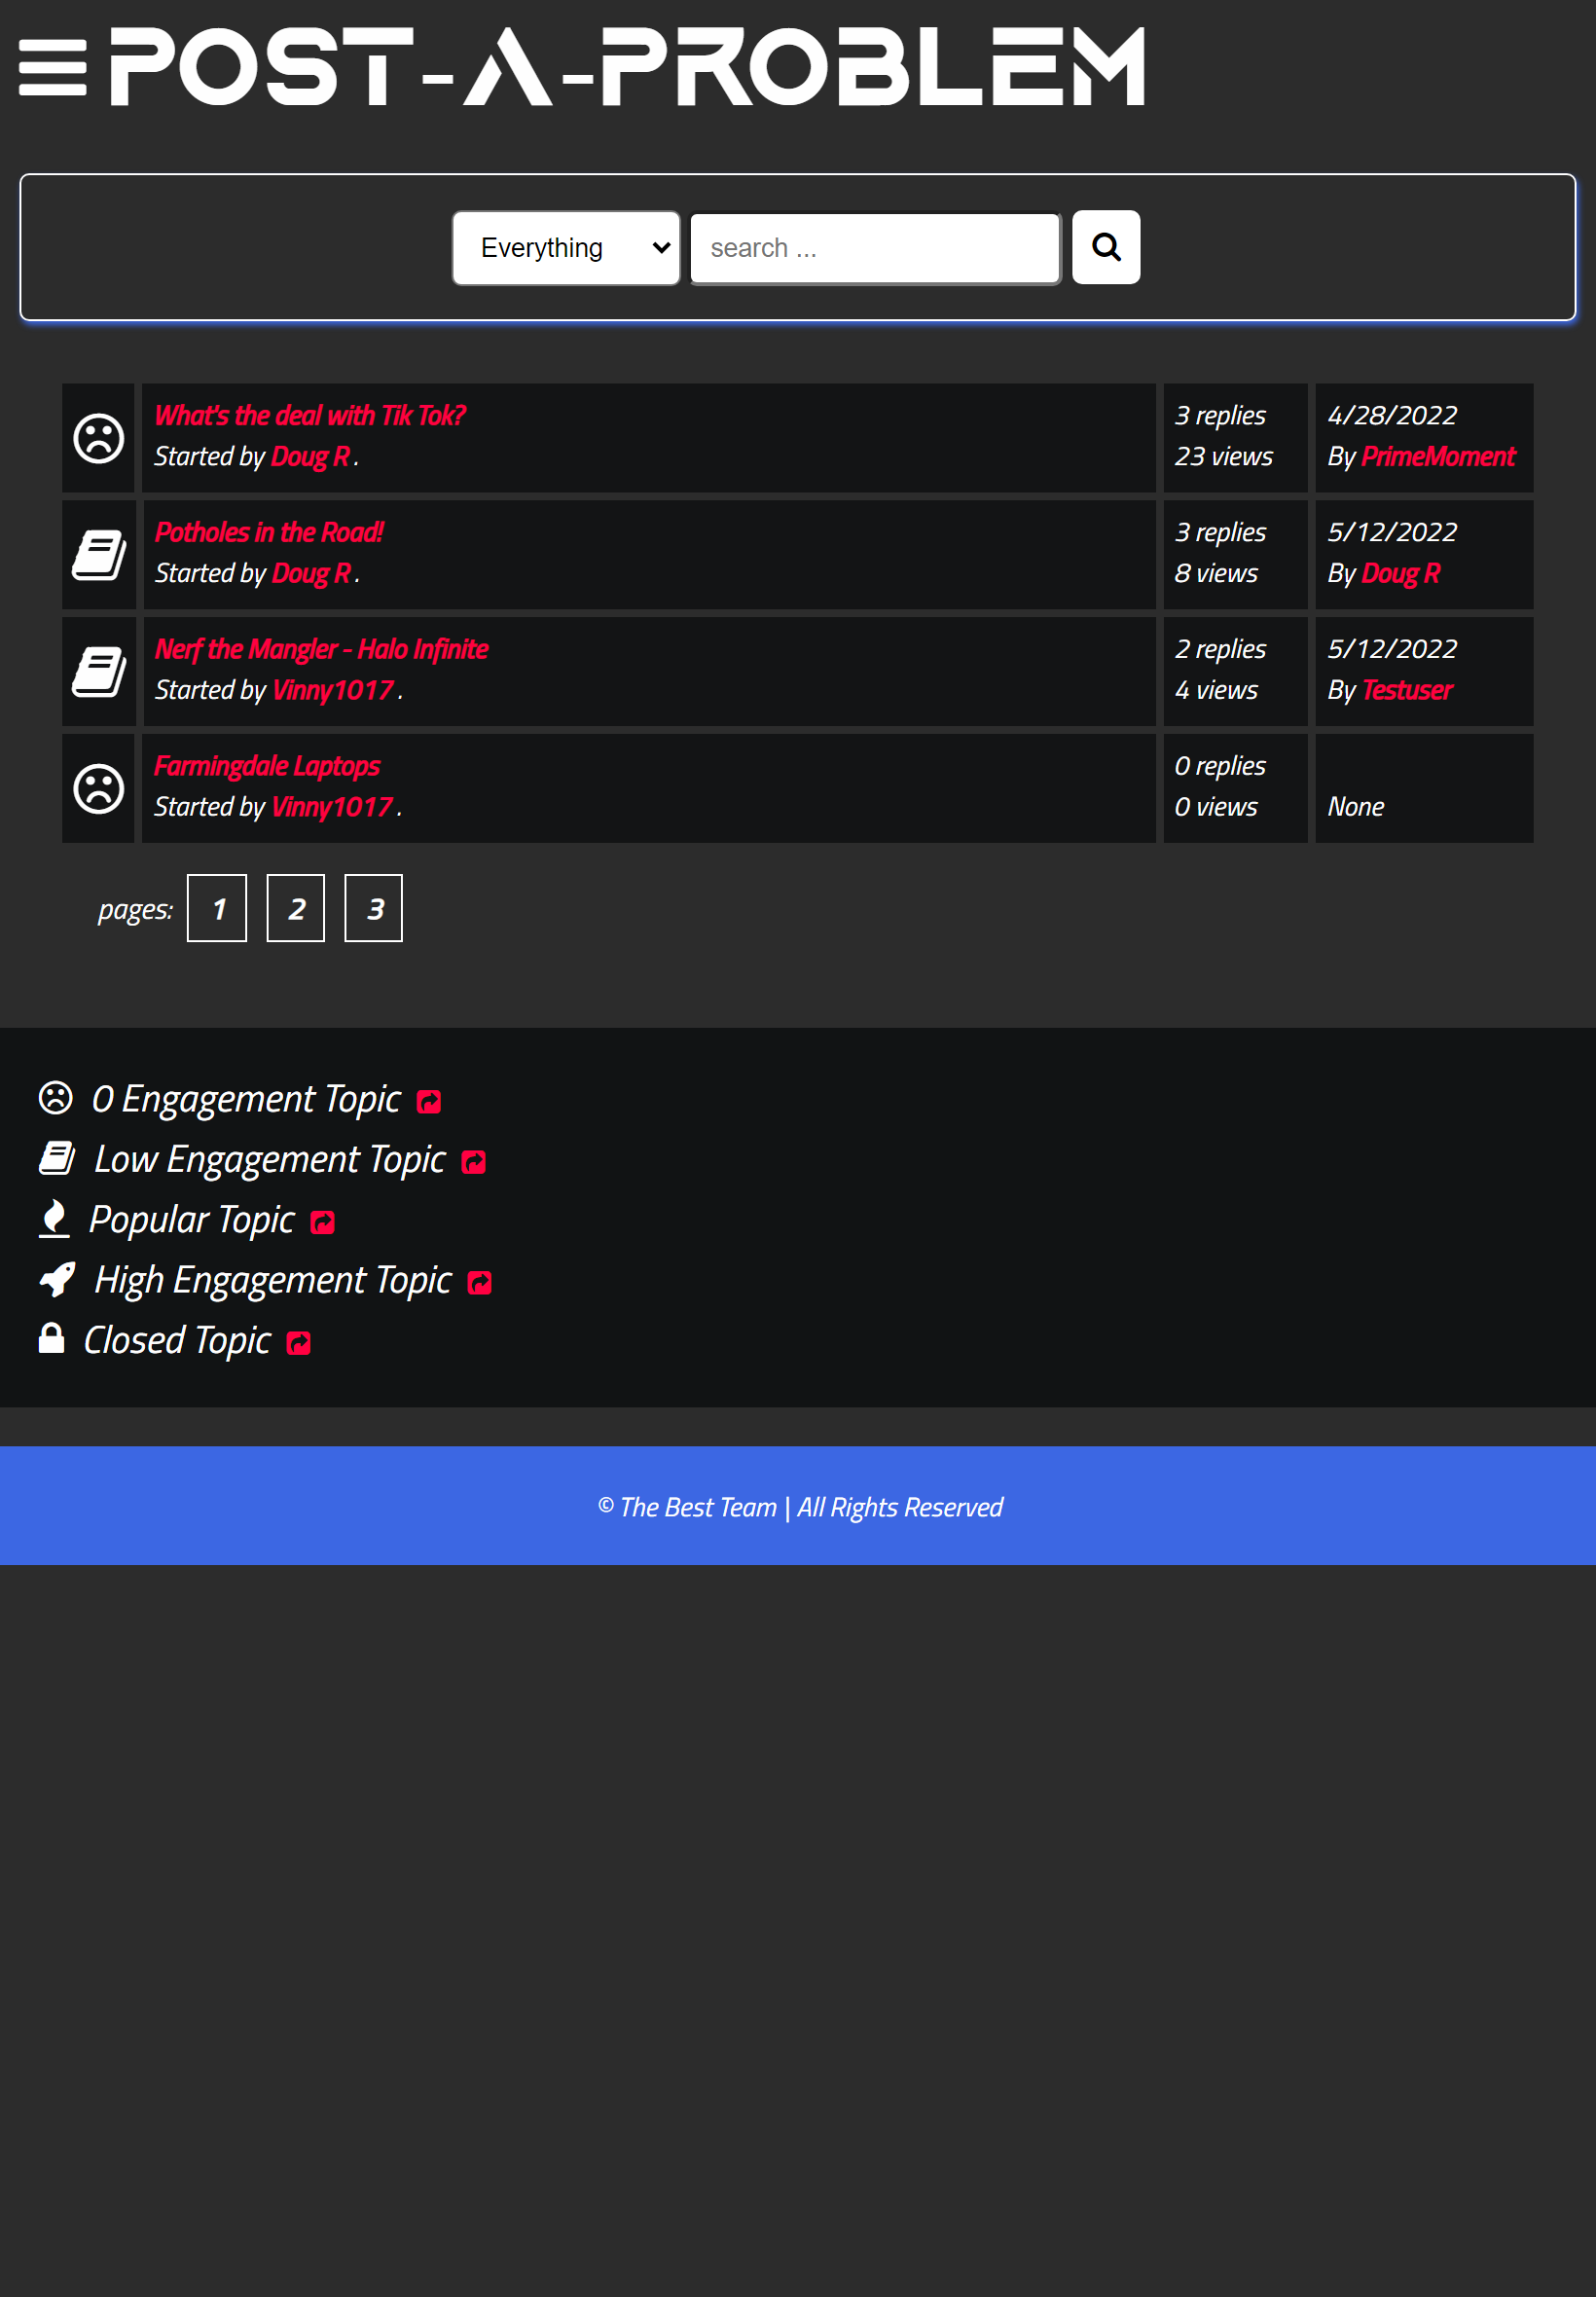 POST-A-PROBLEM
Everything search ...
What's the deal with Tik Tok?
Started by Doug R .
3 replies
23 views
4/28/2022
By PrimeMoment
Potholes in the Road!
Started by Doug R .
3 replies
8 views
5/12/2022
By Doug R
Nerf the Mangler - Halo Infinite
Started by Vinny1017 .
2 replies
4 views
5/12/2022
By Testuser
Farmingdale Laptops
Started by Vinny1017 .
0 replies
0 views
None
pages: 1 2 3
0 Engagement Topic
Low Engagement Topic
Popular Topic
High Engagement Topic
Closed Topic
© The Best Team | All Rights Reserved